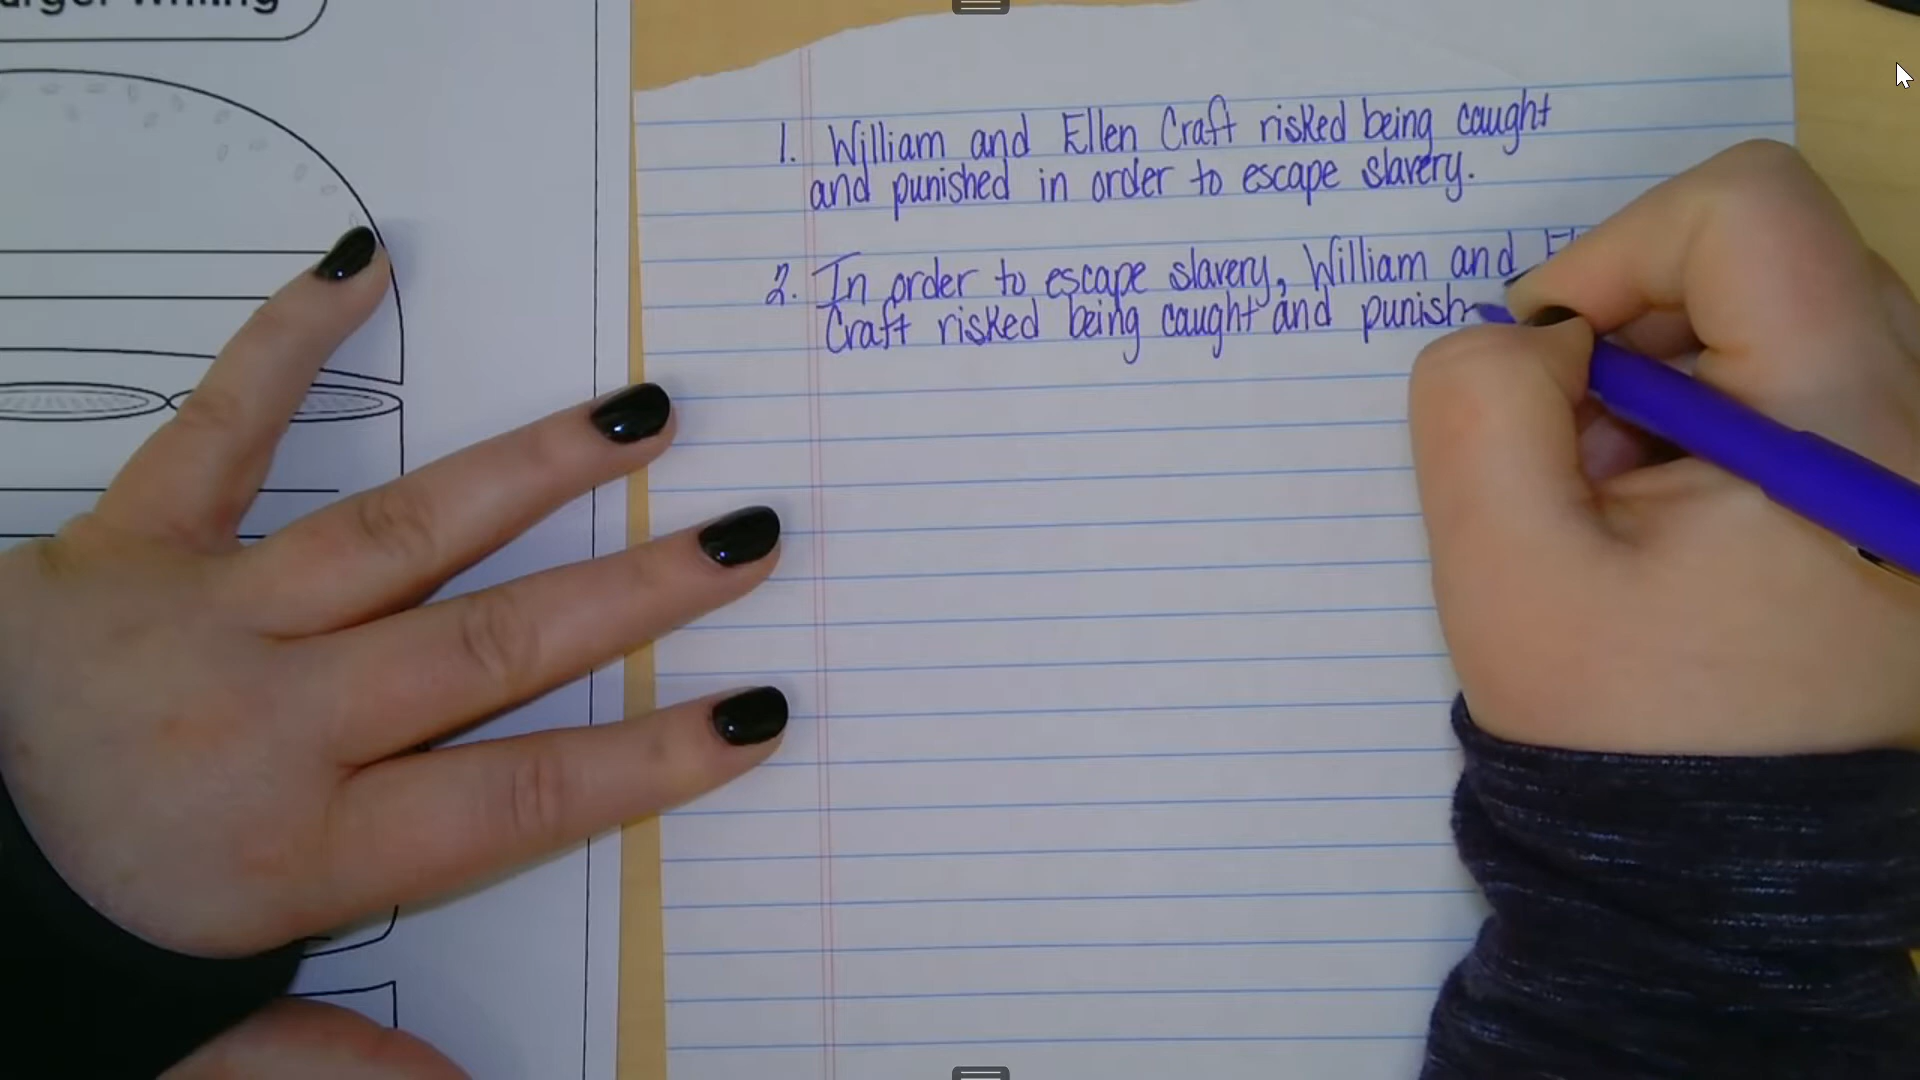 Writing
1. William and Ellen Craft risked being caught
and punished in order to escape slavery.
2. In order to escape slavery, William and
Craft risked being caught and punish